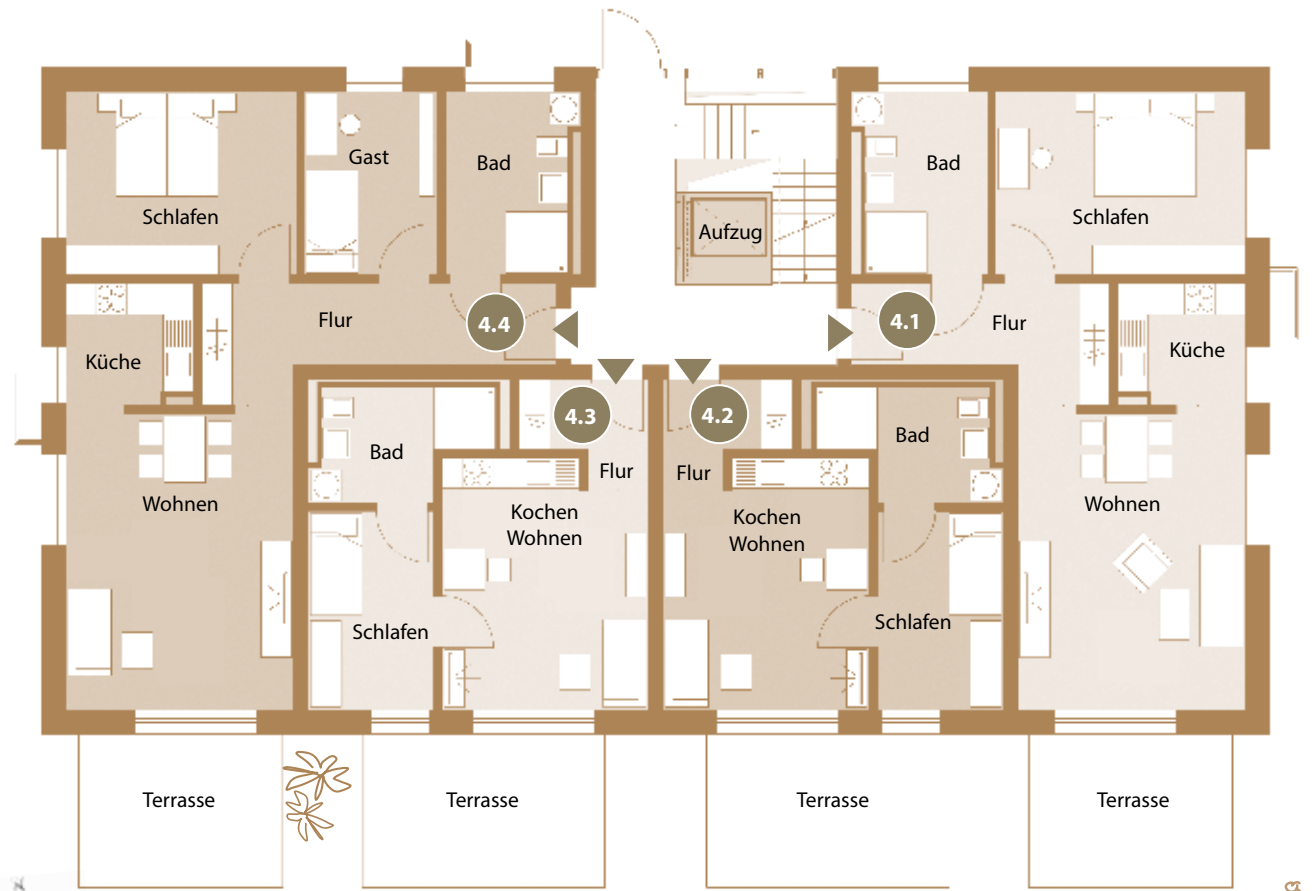 Gast
Bad
Bad
Schlafen
Schlafen
Aufzug
Flur
4.4
4.1
Flur
Küche
Küche
4.3
4.2
Bad
Flur
Flur
Bad
Wohnen
Kochen
Wohnen
Kochen
Wohnen
Wohnen
Schlafen
Schlafen
Terrasse
Terrasse
Terrasse
Terrasse